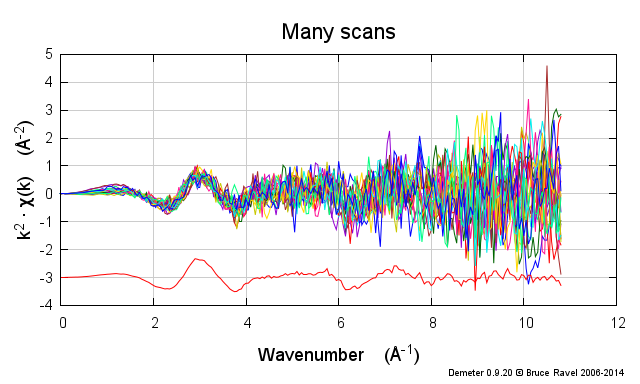 Many scans
5
4
3
2
1
0
-1
-2
-3
-4
k² · χ(k) (Å⁻²)
0 2 4 6 8 10 12
Wavenumber (Å⁻¹)
Demeter 0.9.20 © Bruce Ravel 2006-2014